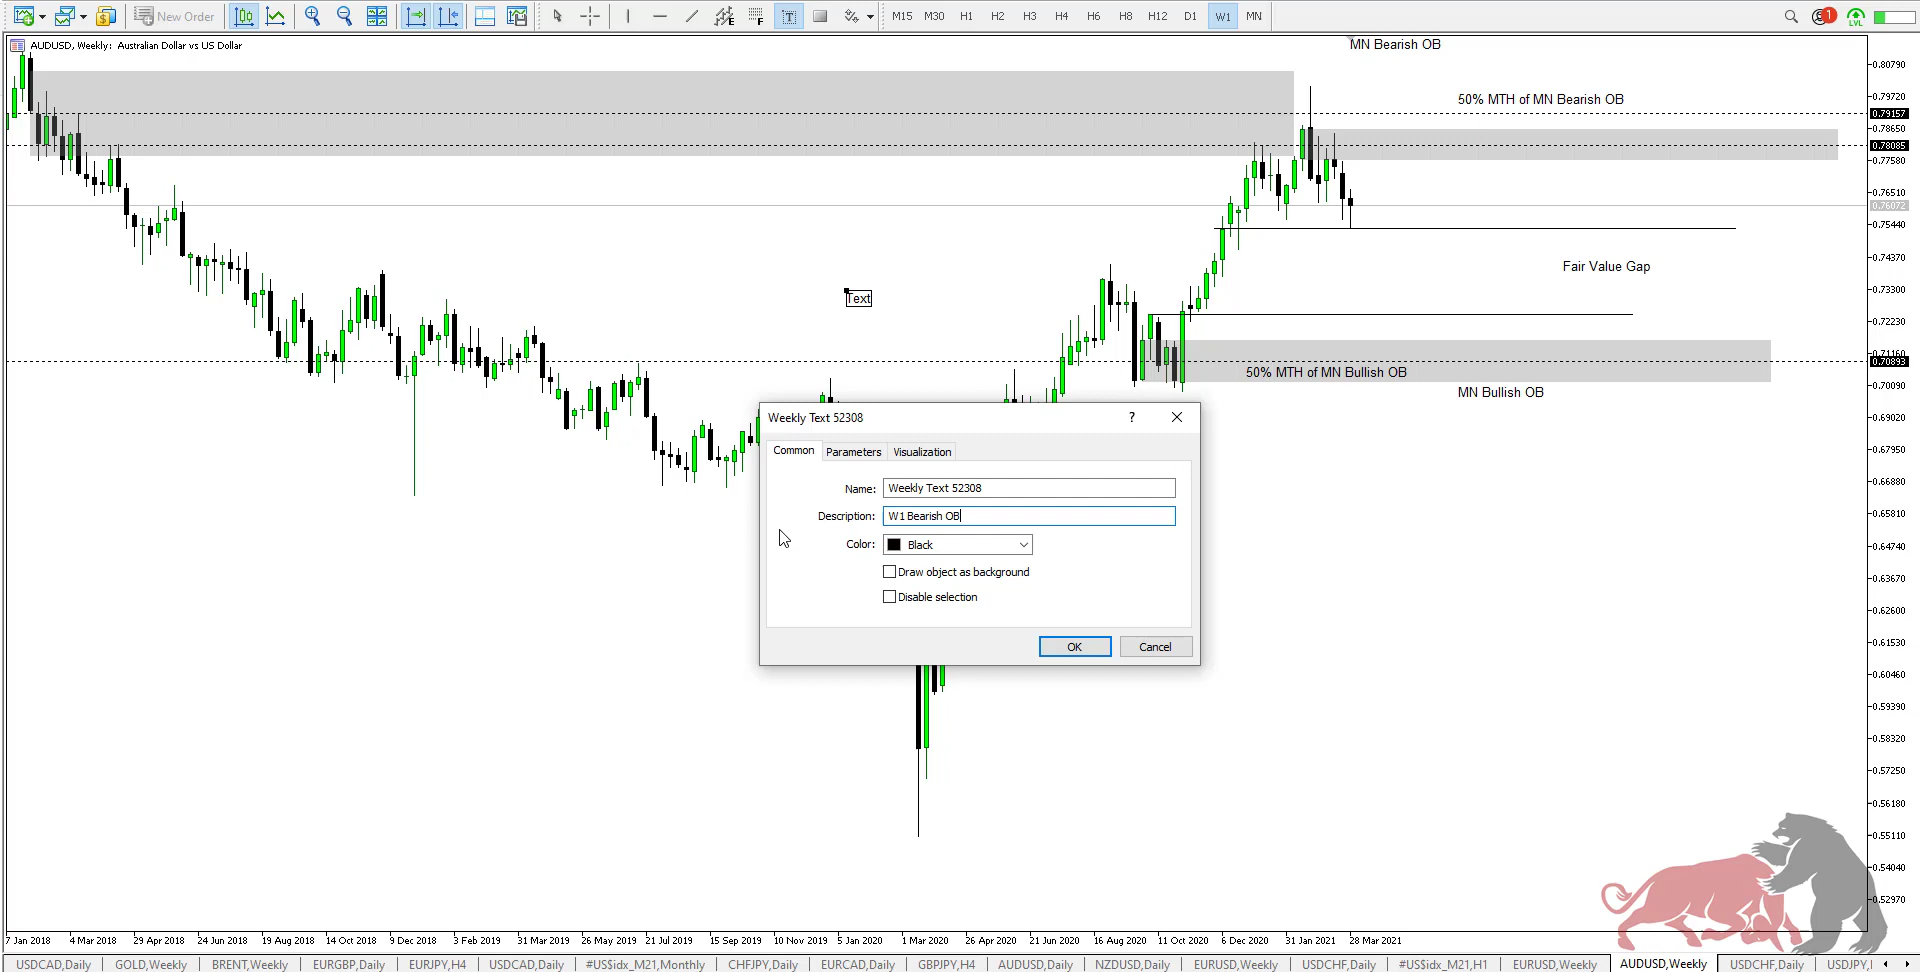 New Order
M15 M30 H1 H2 H3 H4 H6 H8 H12 D1 W1 MN
1
LVL
AUDUSD, Weekly: Australian Dollar vs US Dollar
MN Bearish OB
50% MTH of MN Bearish OB
Fair Value Gap
50% MTH of MN Bullish OB
MN Bullish OB
Text
0.80790
0.79720
0.79157
0.78650
0.78085
0.77580
0.76510
0.76072
0.75440
0.74370
0.73300
0.72230
0.70893
0.70090
0.69020
0.67950
0.66880
0.65810
0.64740
0.63670
0.62600
0.61530
0.60460
0.59390
0.58320
0.57250
0.56180
0.55110
0.54040
0.52970
Weekly Text 52308
?
Common Parameters Visualization
Name: Weekly Text 52308
Description: W1 Bearish OB
Color: Black
Draw object as background
Disable selection
OK Cancel
7 Jan 2018 4 Mar 2018 29 Apr 2018 24 Jun 2018 19 Aug 2018 14 Oct 2018 9 Dec 2018 3 Feb 2019 31 Mar 2019 26 May 2019 21 Jul 2019 15 Sep 2019 10 Nov 2019 5 Jan 2020 1 Mar 2020 26 Apr 2020 21 Jun 2020 16 Aug 2020 11 Oct 2020 6 Dec 2020 31 Jan 2021 28 Mar 2021
USDCAD,Daily GOLD,Weekly BRENT,Weekly EURGBP,Daily EURJPY,H4 USDCAD,Daily #US$idx_M21,Monthly CHFJPY,Daily EURCAD,Daily GBPJPY,H4 AUDUSD,Daily NZDUSD,Daily EURUSD,Weekly USDCHF,Daily #US$idx_M21,H1 EURUSD,Weekly AUDUSD,Weekly USDCHF,Daily USDJPY,